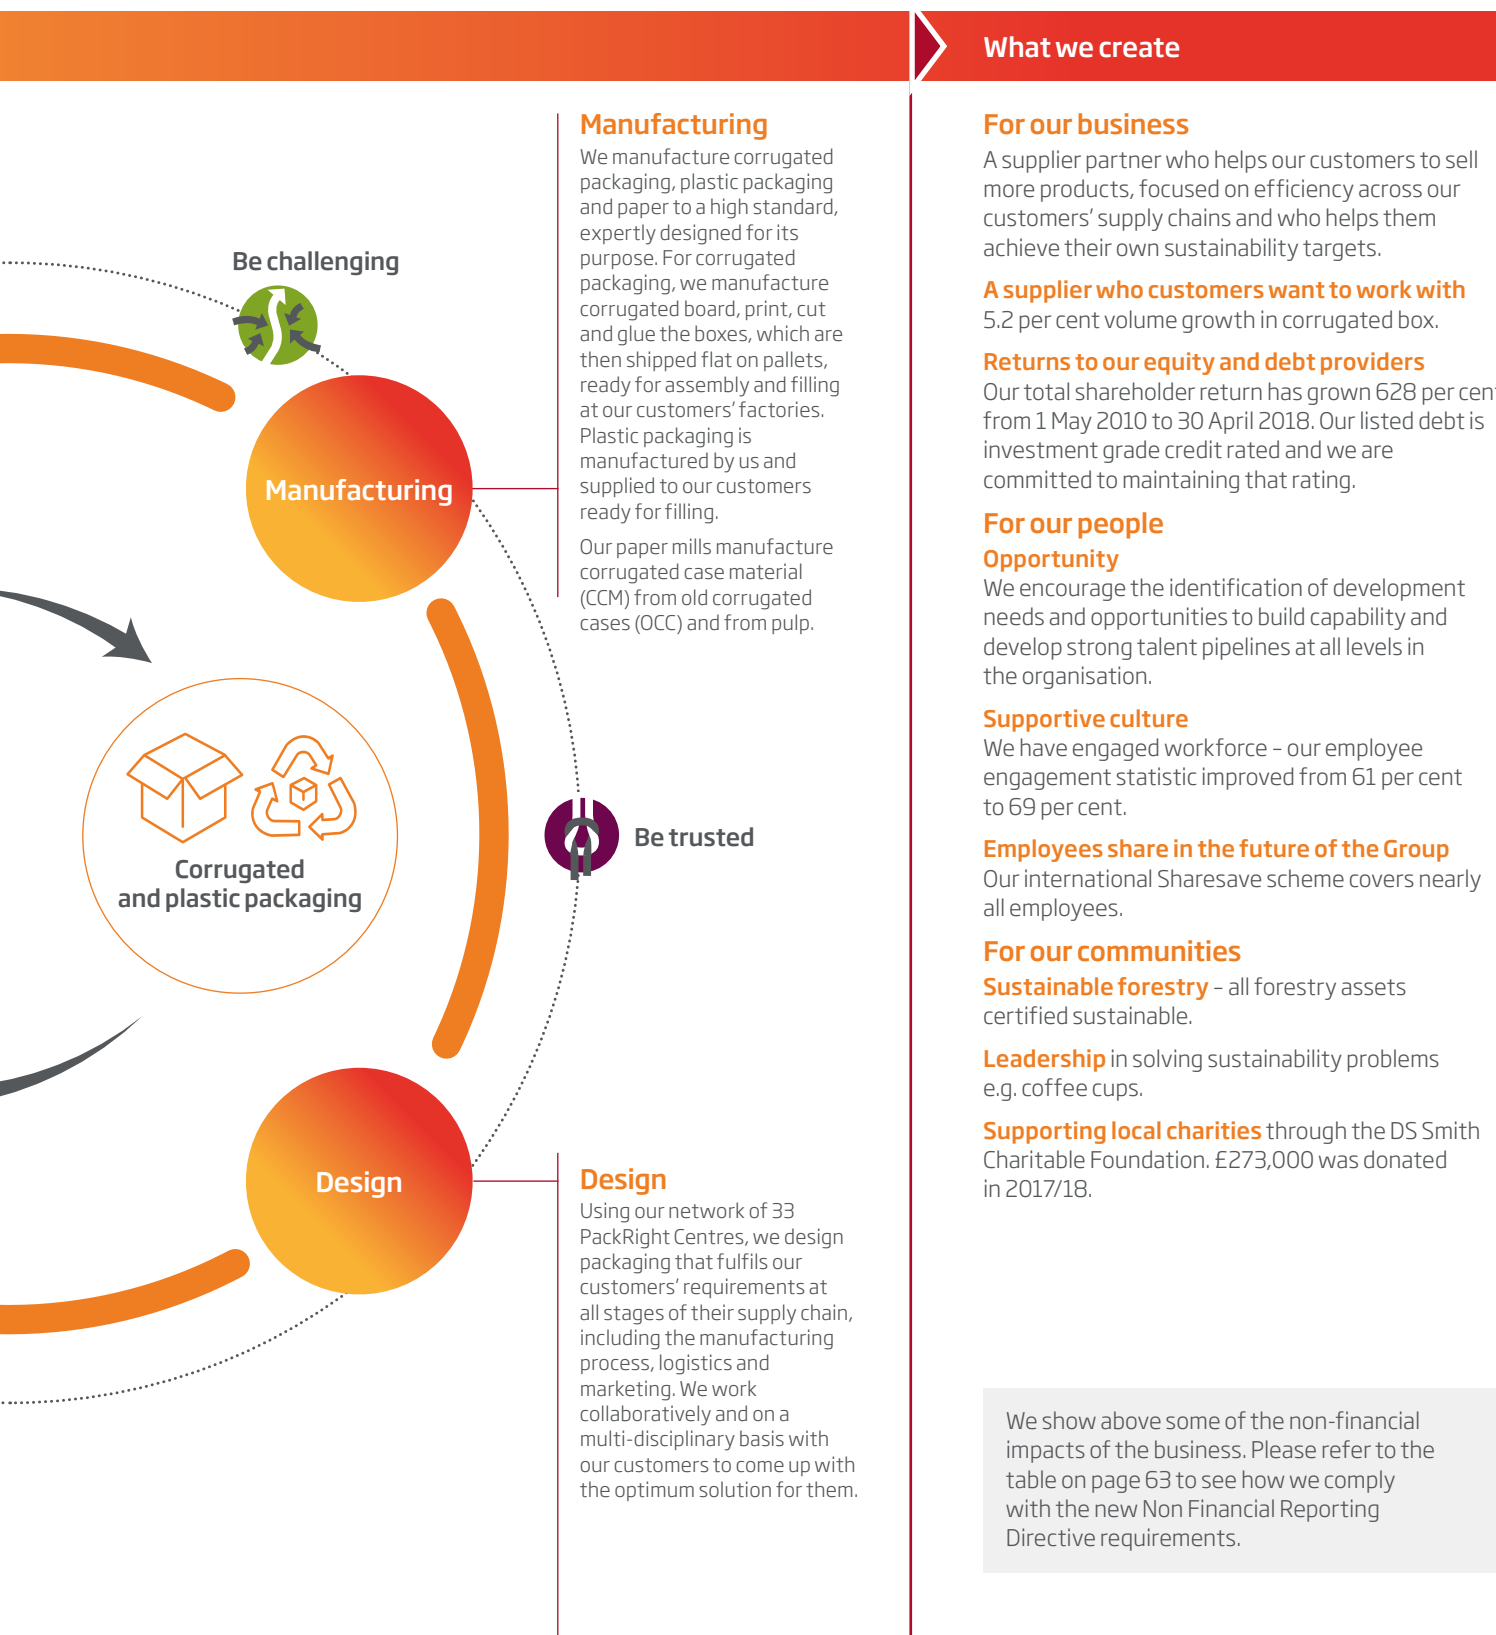 What we create
Be challenging
Manufacturing
Corrugated
and plastic packaging
Be trusted
Design
Manufacturing
We manufacture corrugated
packaging, plastic packaging
and paper to a high standard,
expertly designed for its
purpose. For corrugated
packaging, we manufacture
corrugated board, print, cut
and glue the boxes, which are
then shipped flat on pallets,
ready for assembly and filling
at our customers’ factories.
Plastic packaging is
manufactured by us and
supplied to our customers
ready for filling.
Our paper mills manufacture
corrugated case material
(CCM) from old corrugated
cases (OCC) and from pulp.
Design
Using our network of 33
PackRight Centres, we design
packaging that fulfils our
customers’ requirements at
all stages of their supply chain,
including the manufacturing
process, logistics and
marketing. We work
collaboratively and on a
multi-disciplinary basis with
our customers to come up with
the optimum solution for them.
For our business
A supplier partner who helps our customers to sell
more products, focused on efficiency across our
customers’ supply chains and who helps them
achieve their own sustainability targets.
A supplier who customers want to work with
5.2 per cent volume growth in corrugated box.
Returns to our equity and debt providers
Our total shareholder return has grown 628 per cent
from 1 May 2010 to 30 April 2018. Our listed debt is
investment grade credit rated and we are
committed to maintaining that rating.
For our people
Opportunity
We encourage the identification of development
needs and opportunities to build capability and
develop strong talent pipelines at all levels in
the organisation.
Supportive culture
We have engaged workforce – our employee
engagement statistic improved from 61 per cent
to 69 per cent.
Employees share in the future of the Group
Our international Sharesave scheme covers nearly
all employees.
For our communities
Sustainable forestry – all forestry assets
certified sustainable.
Leadership in solving sustainability problems
e.g. coffee cups.
Supporting local charities through the DS Smith
Charitable Foundation. £273,000 was donated
in 2017/18.
We show above some of the non-financial
impacts of the business. Please refer to the
table on page 63 to see how we comply
with the new Non Financial Reporting
Directive requirements.